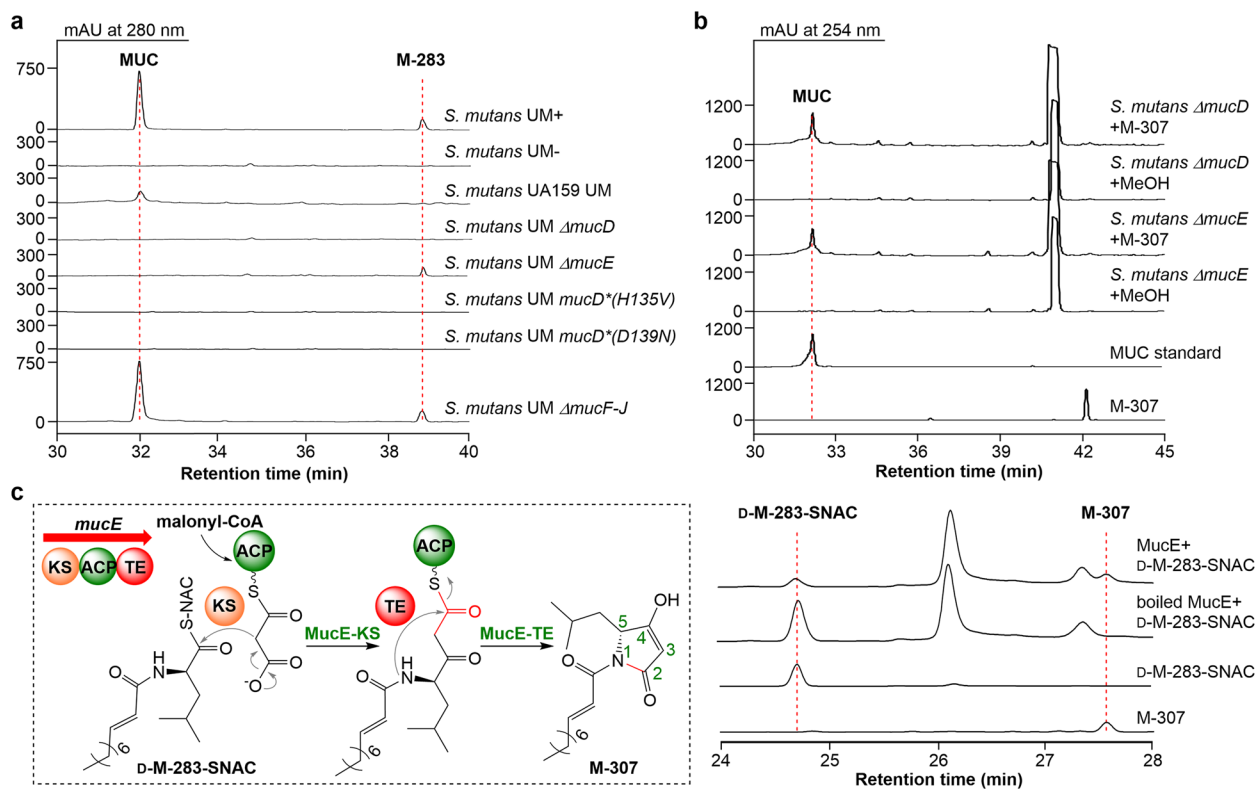 a
mAU at 280 nm
MUC
M-283
750
0
S. mutans UM+
300
0
S. mutans UM-
300
0
S. mutans UA159 UM
300
0
S. mutans UM ΔmucD
300
0
S. mutans UM ΔmucE
300
0
S. mutans UM mucD*(H135V)
300
0
S. mutans UM mucD*(D139N)
750
0
S. mutans UM ΔmucF-J
30 32 34 36 38 40
Retention time (min)
b
mAU at 254 nm
MUC
1200
0
S. mutans ΔmucD
+M-307
1200
0
S. mutans ΔmucD
+MeOH
1200
0
S. mutans ΔmucE
+M-307
1200
0
S. mutans ΔmucE
+MeOH
1200
0
MUC standard
1200
0
M-307
30 33 36 39 42 45
Retention time (min)
c
mucE
KS ACP TE
malonyl-CoA
ACP
S
KS
S-NAC
O
O
O
O-
O
H
N
6
D-M-283-SNAC
MucE-KS
ACP
S
TE
O
O
O
H
N
6
MucE-TE
OH
5
4
3
1
N
2
O
O
6
M-307
D-M-283-SNAC
M-307
MucE+
D-M-283-SNAC
boiled MucE+
D-M-283-SNAC
D-M-283-SNAC
M-307
24 25 26 27 28
Retention time (min)